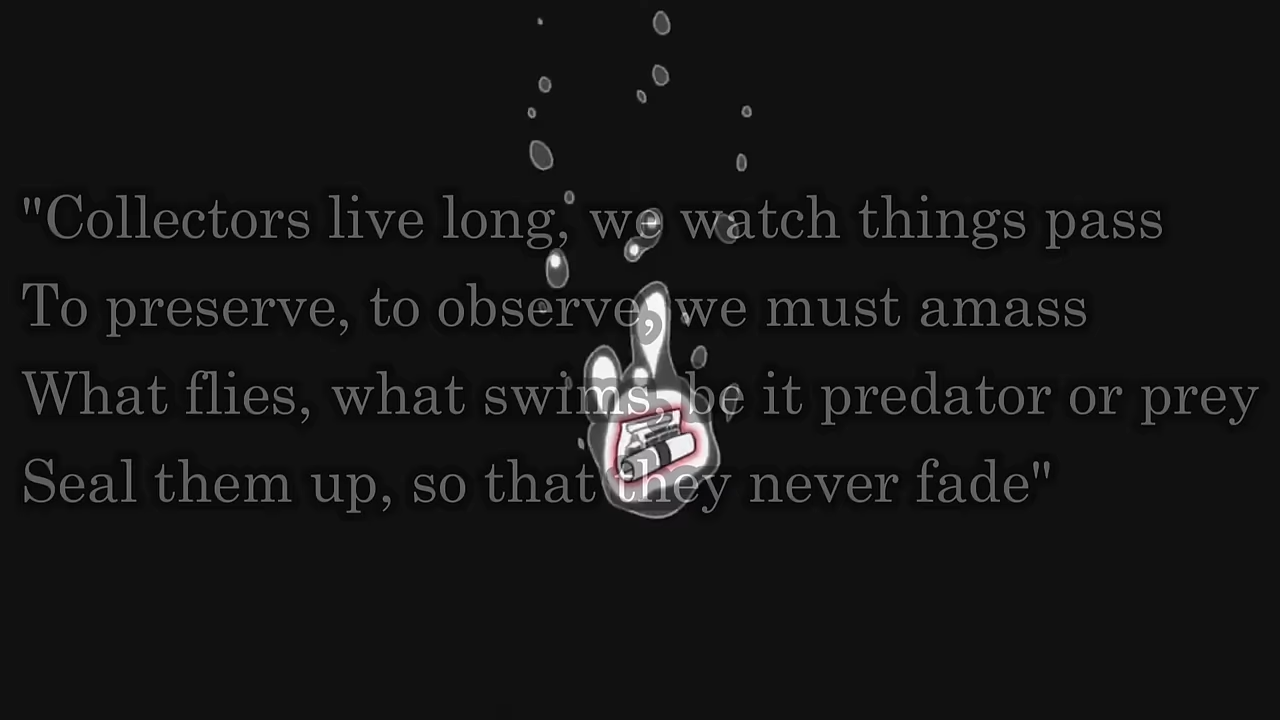 "Collectors live long, we watch things pass
To preserve, to observe, we must amass
What flies, what swims, be it predator or prey
Seal them up, so that they never fade"